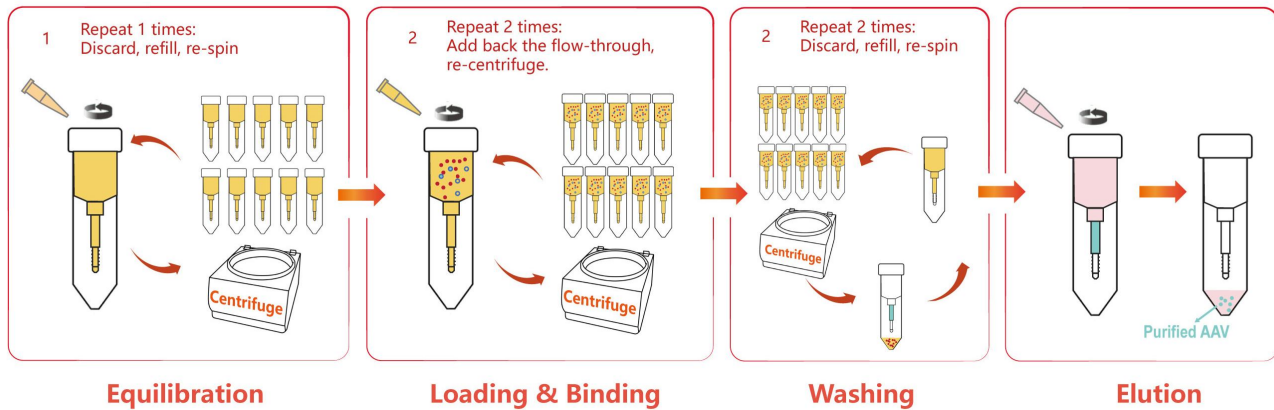 1
Repeat 1 times:
Discard, refill, re-spin
Centrifuge
Equilibration
2
Repeat 2 times:
Add back the flow-through,
re-centrifuge.
Centrifuge
Loading & Binding
2
Repeat 2 times:
Discard, refill, re-spin
Centrifuge
Washing
Purified AAV
Elution